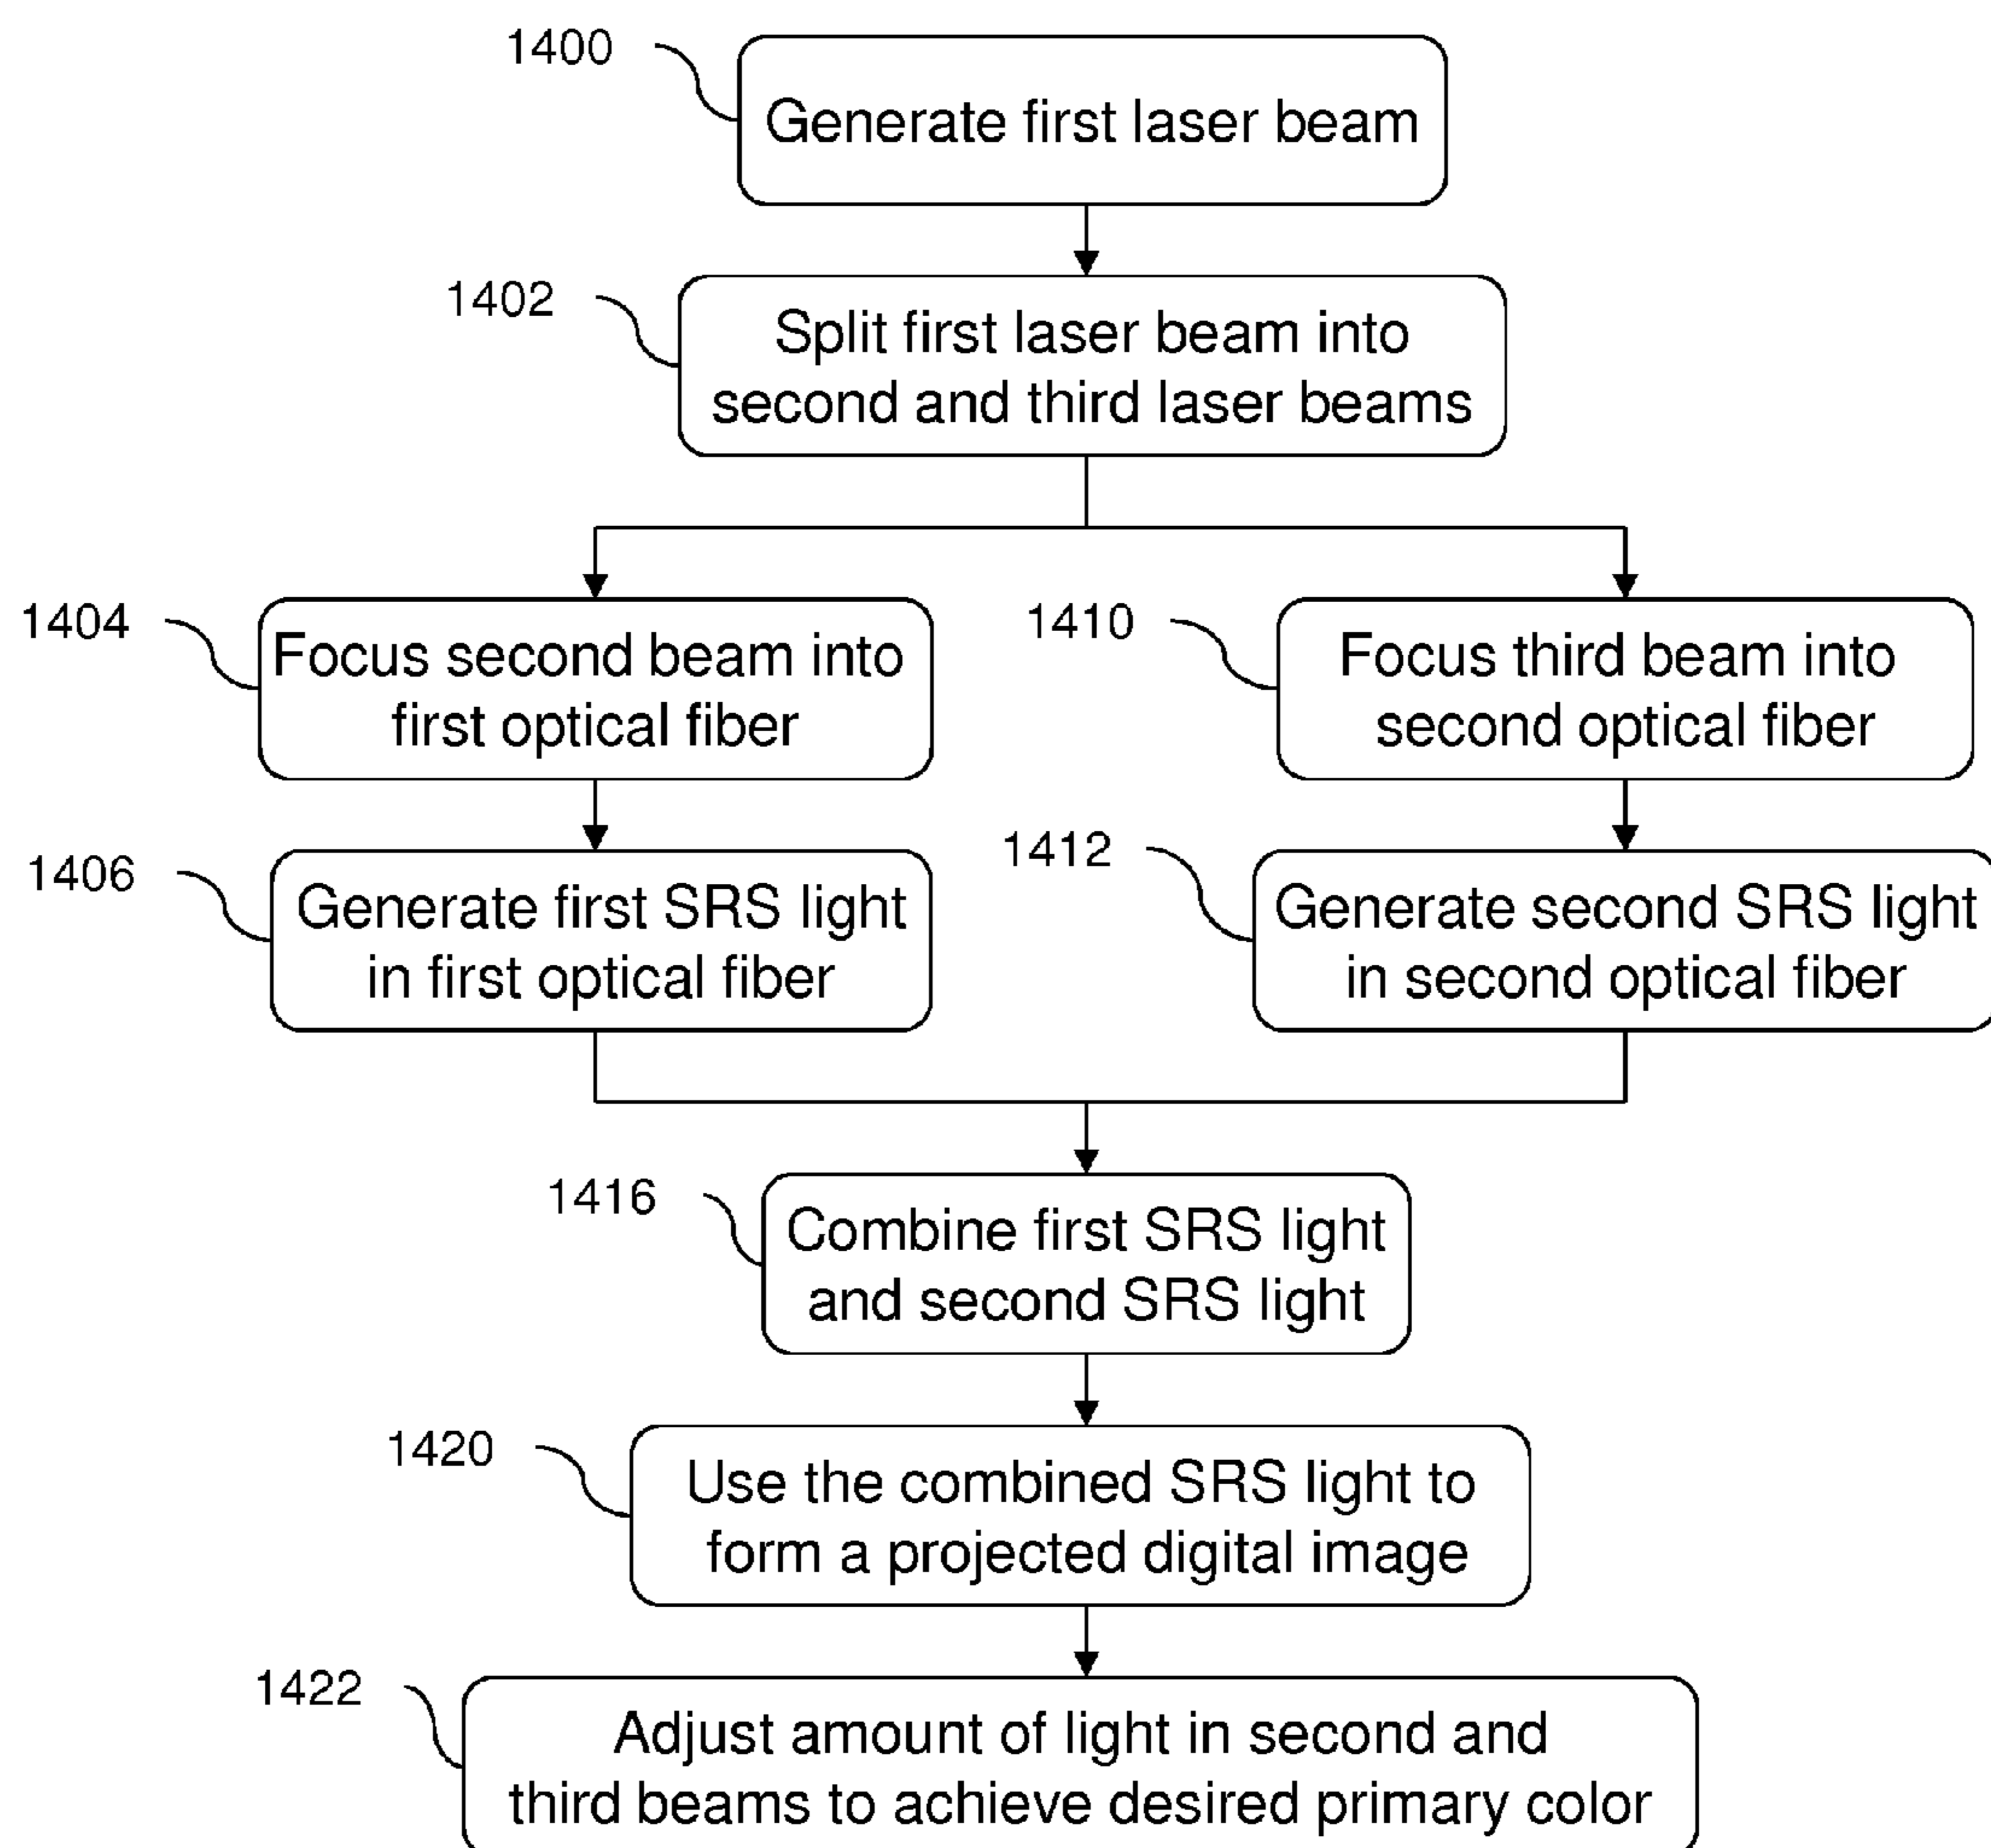 1400
Generate first laser beam
1402
Split first laser beam into
second and third laser beams
1404
Focus second beam into
first optical fiber
1410
Focus third beam into
second optical fiber
1406
Generate first SRS light
in first optical fiber
1412
Generate second SRS light
in second optical fiber
1416
Combine first SRS light
and second SRS light
1420
Use the combined SRS light to
form a projected digital image
1422
Adjust amount of light in second and
third beams to achieve desired primary color